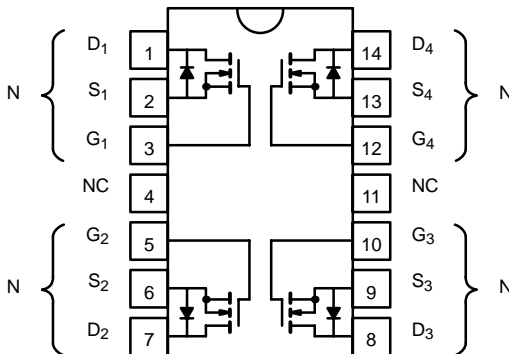 D1 1 14 D4
N S1 2 13 S4 N
G1 3 12 G4
NC 4 11 NC
G2 5 10 G3
N S2 6 9 S3 N
D2 7 8 D3